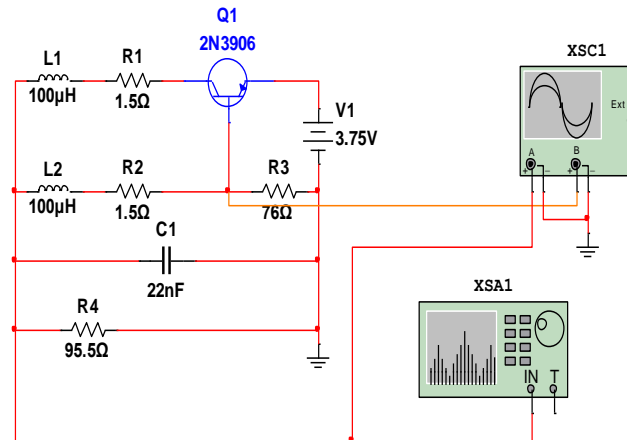 Q1
2N3906
L1
100µH
R1
1.5Ω
V1
3.75V
XSC1
Ext
A
B
+
−
+
−
L2
100µH
R2
1.5Ω
R3
76Ω
C1
22nF
R4
95.5Ω
XSA1
IN
T